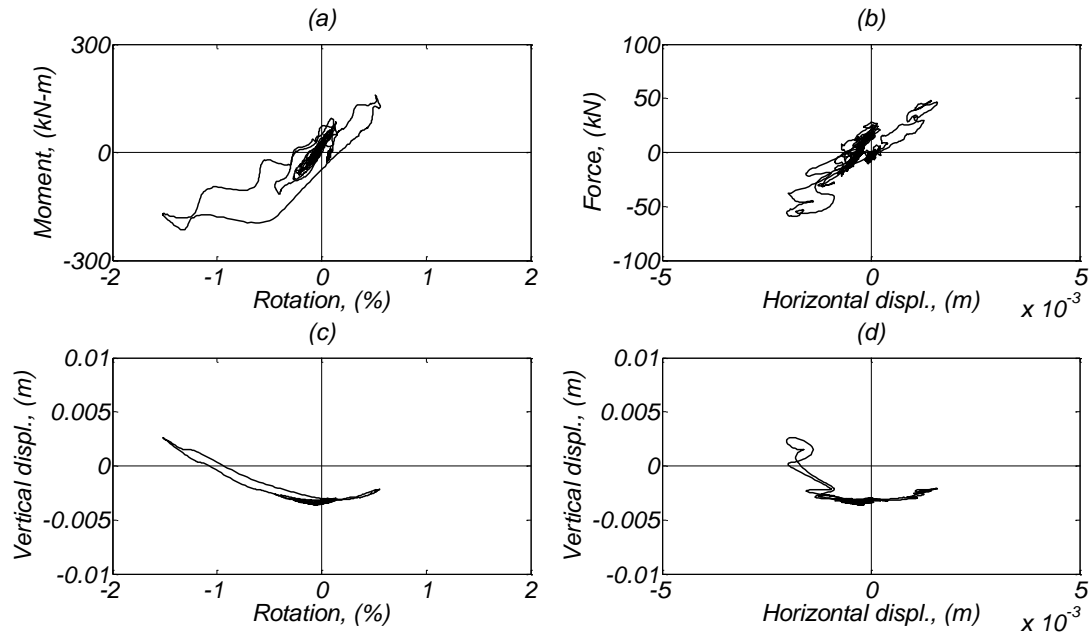 (a)
300
0
-300
Moment, (kN-m)
-2 -1 0 1 2
Rotation, (%)
(b)
100
50
0
-50
-100
Force, (kN)
-5 0 5
Horizontal displ., (m)
x 10-3
(c)
0.01
0.005
0
-0.005
-0.01
Vertical displ., (m)
-2 -1 0 1 2
Rotation, (%)
(d)
0.01
0.005
0
-0.005
-0.01
Vertical displ., (m)
-5 0 5
Horizontal displ., (m)
x 10-3